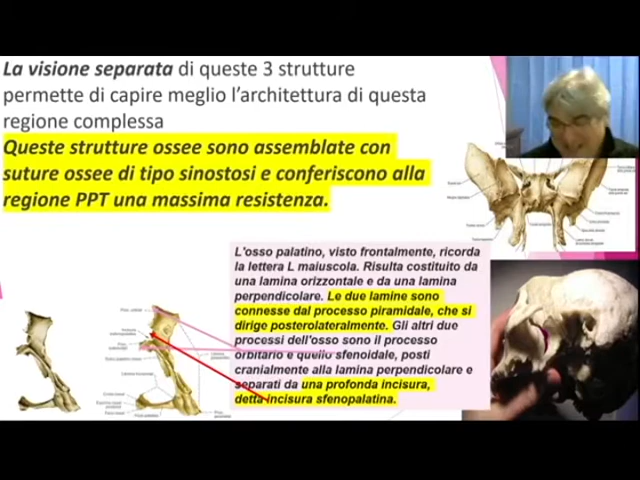 La visione separata di queste 3 strutture
permette di capire meglio l'architettura di questa
regione complessa
Queste strutture ossee sono assemblate con
suture ossee di tipo sinostosi e conferiscono alla
regione PPT una massima resistenza.
L'osso palatino, visto frontalmente, ricorda
la lettera L maiuscola. Risulta costituito da
una lamina orizzontale e da una lamina
perpendicolare. Le due lamine sono
connesse dal processo piramidale, che si
dirige posterolateralmente. Gli altri due
processi dell'osso sono il processo
orbitario e quello sfenoidale, posti
cranialmente alla lamina perpendicolare e
separati da una profonda incisura,
detta incisura sfenopalatina.